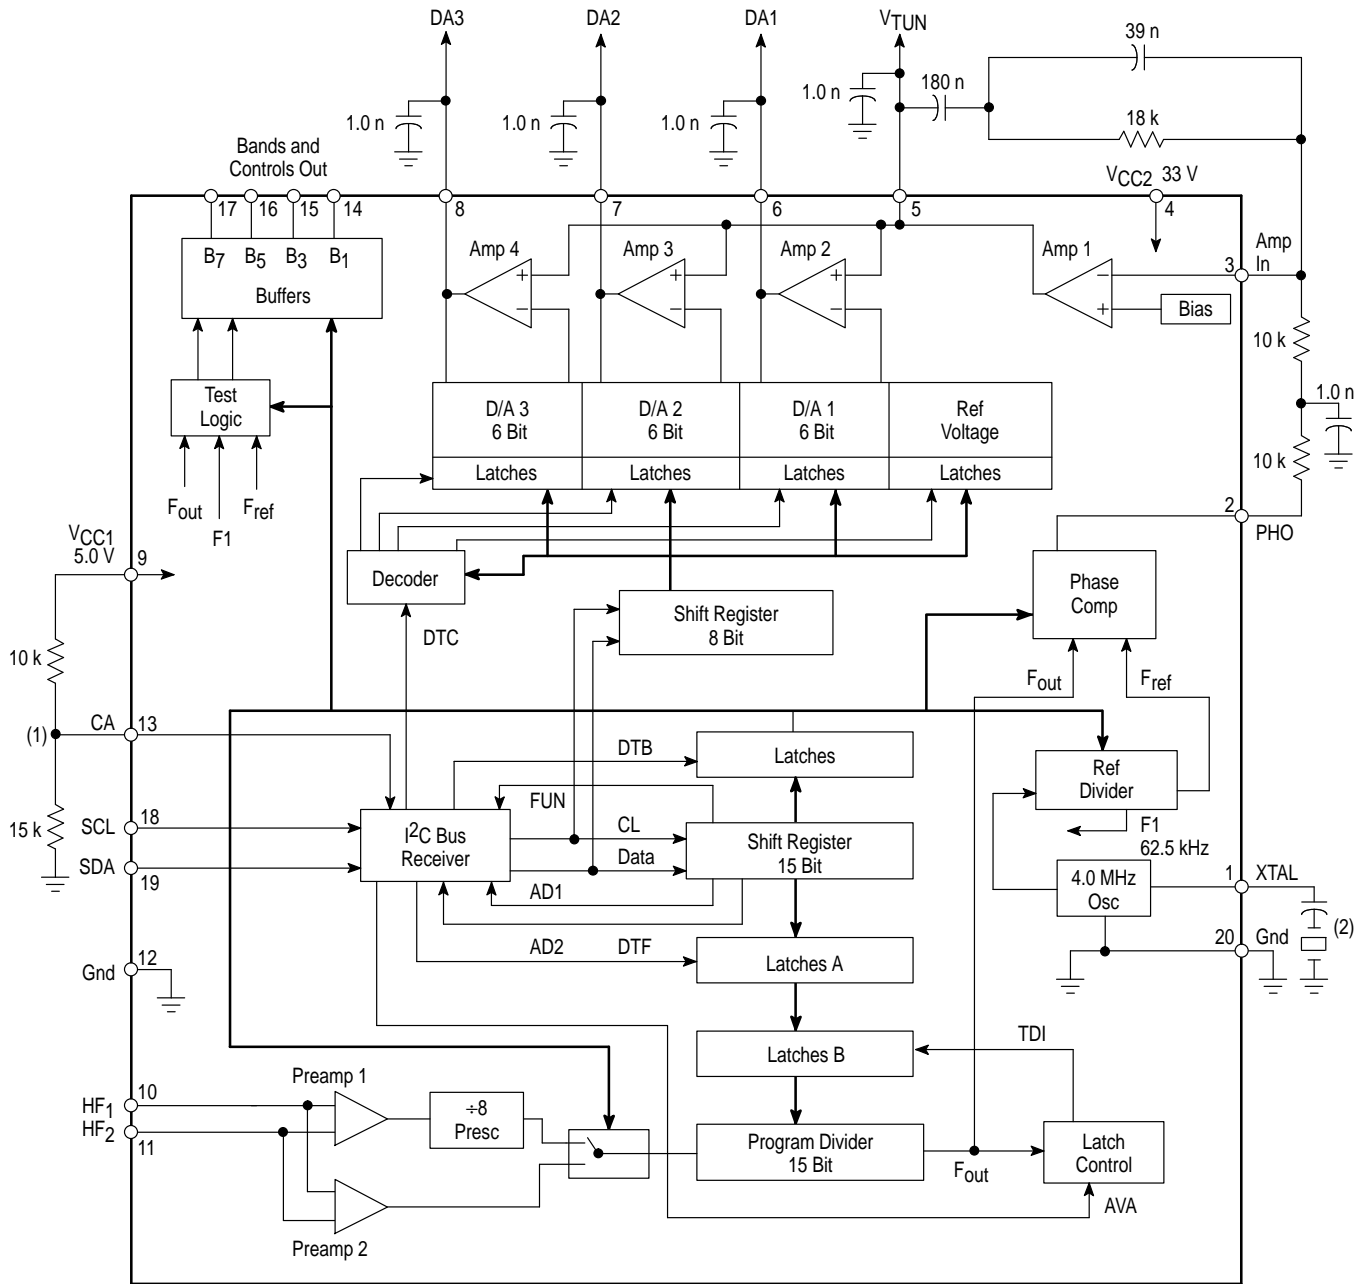 DA3
DA2
DA1
VTUN
39 n
1.0 n
180 n
18 k
1.0 n
1.0 n
1.0 n
Bands and
Controls Out
VCC2 33 V
17
16
15
14
8
7
6
5
4
B7
B5
B3
B1
Buffers
Amp 4
Amp 3
Amp 2
Amp 1
Amp
In
3
+
−
+
−
+
−
−
+
Bias
10 k
1.0 n
10 k
Test
Logic
Fout
F1
Fref
D/A 3
6 Bit
D/A 2
6 Bit
D/A 1
6 Bit
Ref
Voltage
Latches
Latches
Latches
Latches
2
PHO
VCC1
5.0 V
9
Decoder
DTC
Shift Register
8 Bit
Phase
Comp
Fout
Fref
10 k
(1)
CA
13
15 k
DTB
Latches
Ref
Divider
F1
62.5 kHz
FUN
SCL
18
SDA
19
I2C Bus
Receiver
CL
Data
Shift Register
15 Bit
AD1
4.0 MHz
Osc
1
XTAL
(2)
20
Gnd
Gnd
12
AD2
DTF
Latches A
Latches B
TDI
HF1
10
HF2
11
Preamp 1
÷8
Presc
Program Divider
15 Bit
Fout
Latch
Control
AVA
Preamp 2